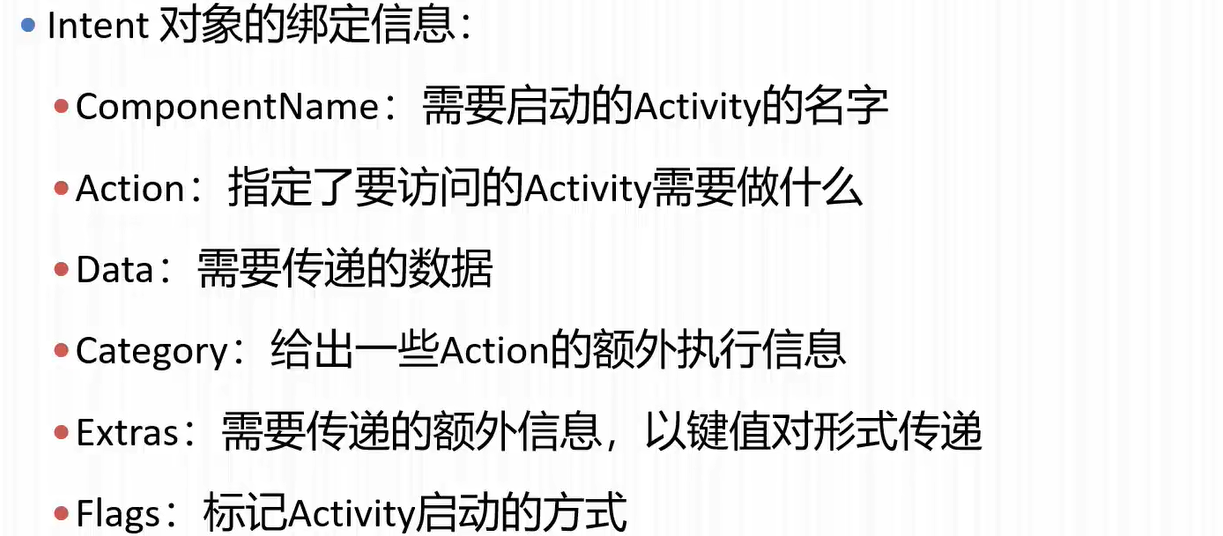 • Intent 对象的绑定信息：
• ComponentName：需要启动的Activity的名字
• Action：指定了要访问的Activity需要做什么
• Data：需要传递的数据
• Category：给出一些Action的额外执行信息
• Extras：需要传递的额外信息，以键值对形式传递
• Flags：标记Activity启动的方式